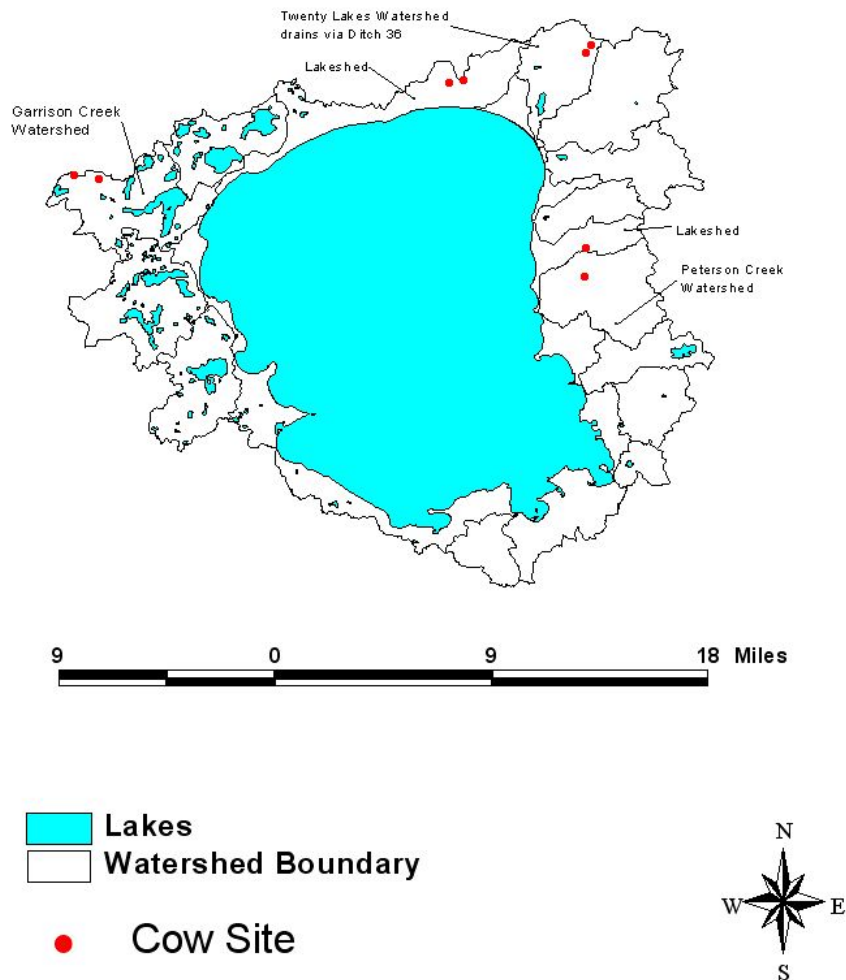 Twenty Lakes Watershed
drains via Ditch 36
Lakeshed
Garrison Creek
Watershed
Lakeshed
Peterson Creek
Watershed
9 0 9 18 Miles
Lakes
Watershed Boundary
Cow Site
N
W E
S